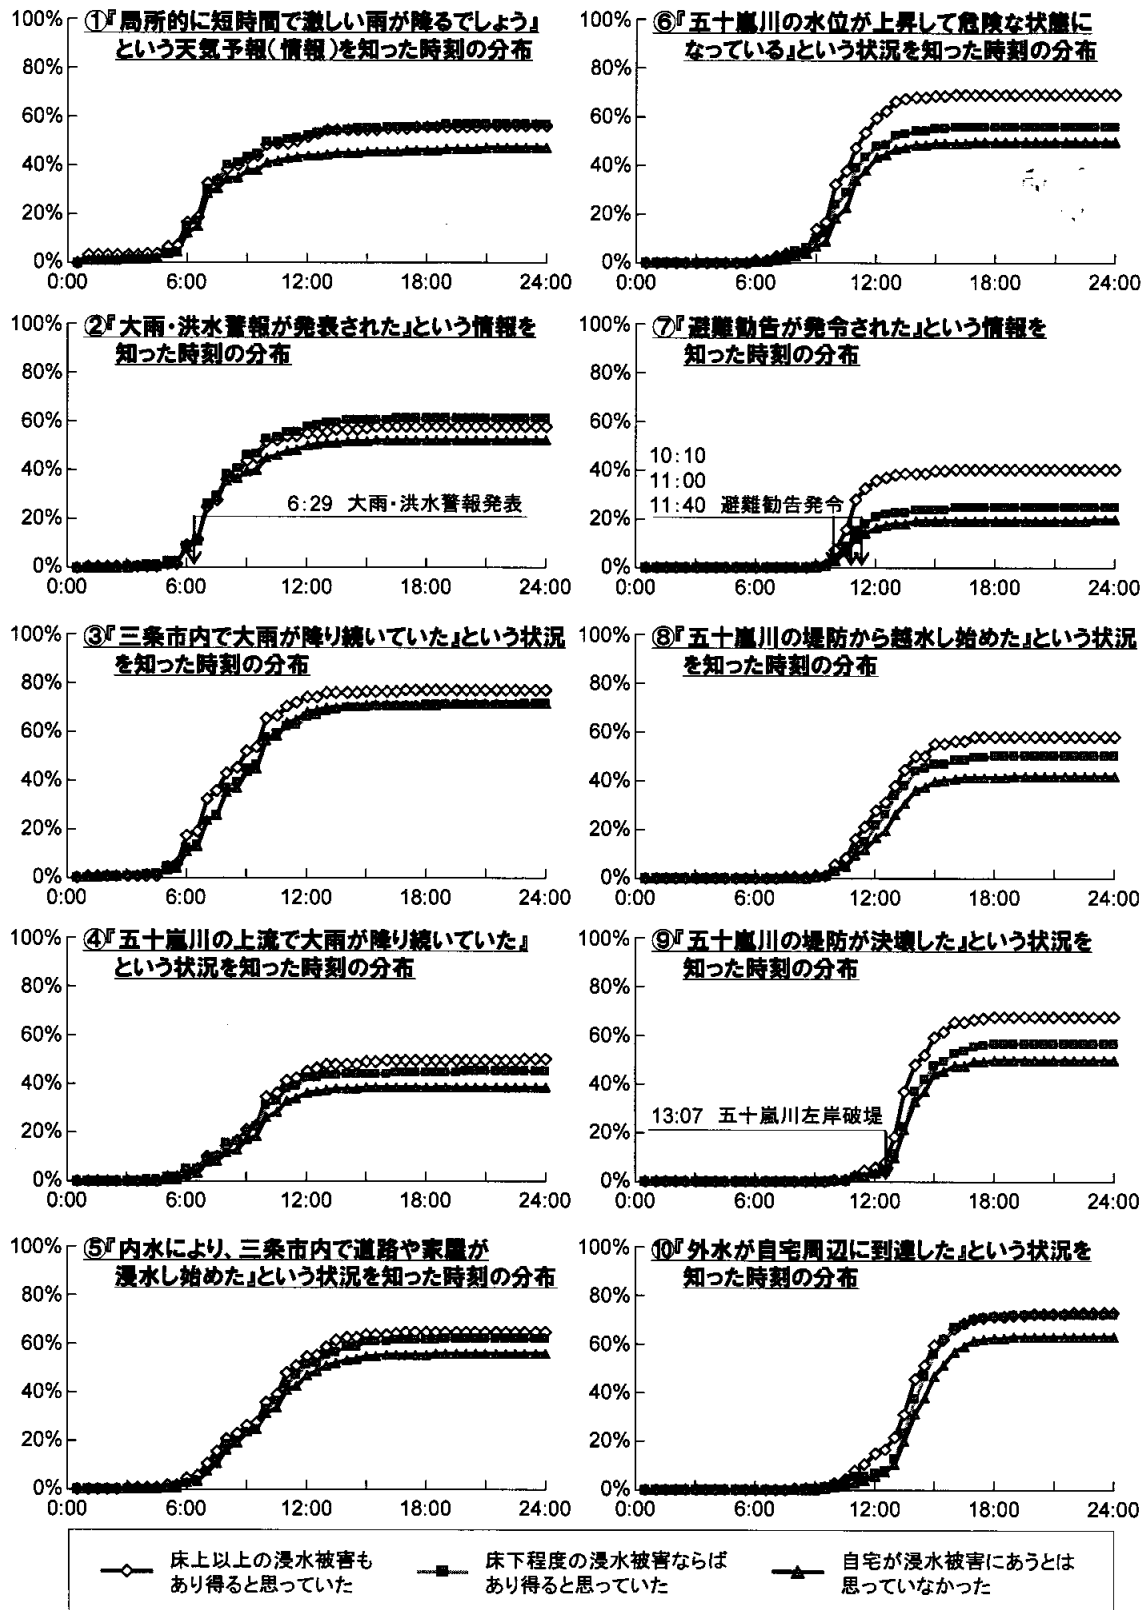 ①『局所的に短時間で激しい雨が降るでしょう』
という天気予報(情報)を知った時刻の分布
80%
60%
40%
20%
0%
0:00 6:00 12:00 18:00 24:00
100%
②『大雨・洪水警報が発表された』という情報を
知った時刻の分布
80%
60%
40%
20%
0%
6:29 大雨・洪水警報発表
0:00 6:00 12:00 18:00 24:00
100%
③『三条市内で大雨が降り続いていた』という状況
を知った時刻の分布
80%
60%
40%
20%
0%
0:00 6:00 12:00 18:00 24:00
100%
④『五十嵐川の上流で大雨が降り続いていた』
という状況を知った時刻の分布
80%
60%
40%
20%
0%
0:00 6:00 12:00 18:00 24:00
100%
⑤『内水により、三条市内で道路や家屋が
浸水し始めた』という状況を知った時刻の分布
80%
60%
40%
20%
0%
0:00 6:00 12:00 18:00 24:00
100%
⑥『五十嵐川の水位が上昇して危険な状態に
なっている』という状況を知った時刻の分布
80%
60%
40%
20%
0%
0:00 6:00 12:00 18:00 24:00
100%
⑦『避難勧告が発令された』という情報を
知った時刻の分布
80%
60%
40%
20%
0%
10:10
11:00
11:40 避難勧告発令
0:00 6:00 12:00 18:00 24:00
100%
⑧『五十嵐川の堤防から越水し始めた』という状況
を知った時刻の分布
80%
60%
40%
20%
0%
0:00 6:00 12:00 18:00 24:00
100%
⑨『五十嵐川の堤防が決壊した』という状況を
知った時刻の分布
80%
60%
40%
20%
0%
13:07 五十嵐川左岸破堤
0:00 6:00 12:00 18:00 24:00
100%
⑩『外水が自宅周辺に到達した』という状況を
知った時刻の分布
80%
60%
40%
20%
0%
0:00 6:00 12:00 18:00 24:00
100%
床上以上の浸水被害も
あり得ると思っていた
床下程度の浸水被害ならば
あり得ると思っていた
自宅が浸水被害にあうとは
思っていなかった